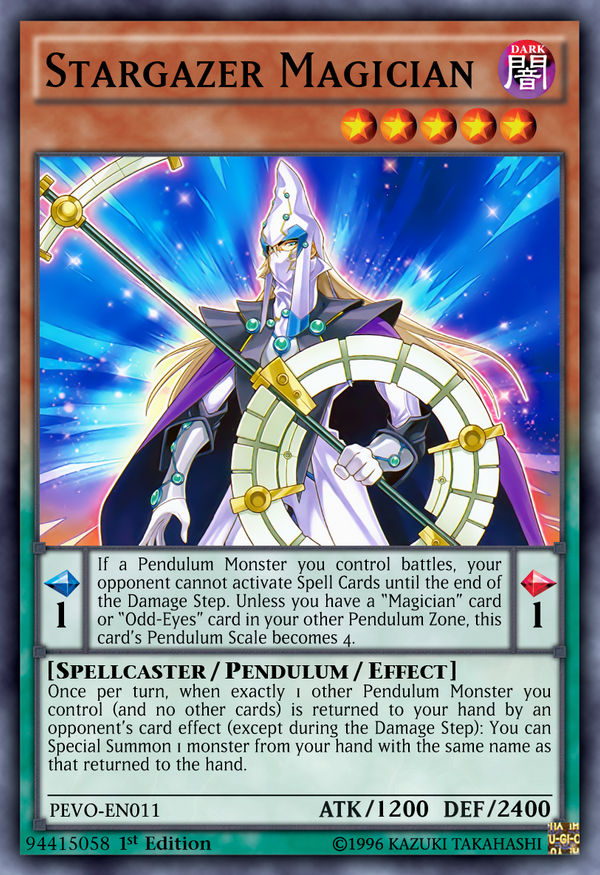 STARGAZER MAGICIAN
DARK
闇
If a Pendulum Monster you control battles, your
opponent cannot activate Spell Cards until the end of
the Damage Step. Unless you have a “Magician” card
or “Odd-Eyes” card in your other Pendulum Zone, this
card’s Pendulum Scale becomes 4.
1
1
[SPELLCASTER / PENDULUM / EFFECT]
Once per turn, when exactly 1 other Pendulum Monster you
control (and no other cards) is returned to your hand by an
opponent’s card effect (except during the Damage Step): You can
Special Summon 1 monster from your hand with the same name as
that returned to the hand.
PEVO-EN011
ATK/1200 DEF/2400
94415058 1st Edition
©1996 KAZUKI TAKAHASHI